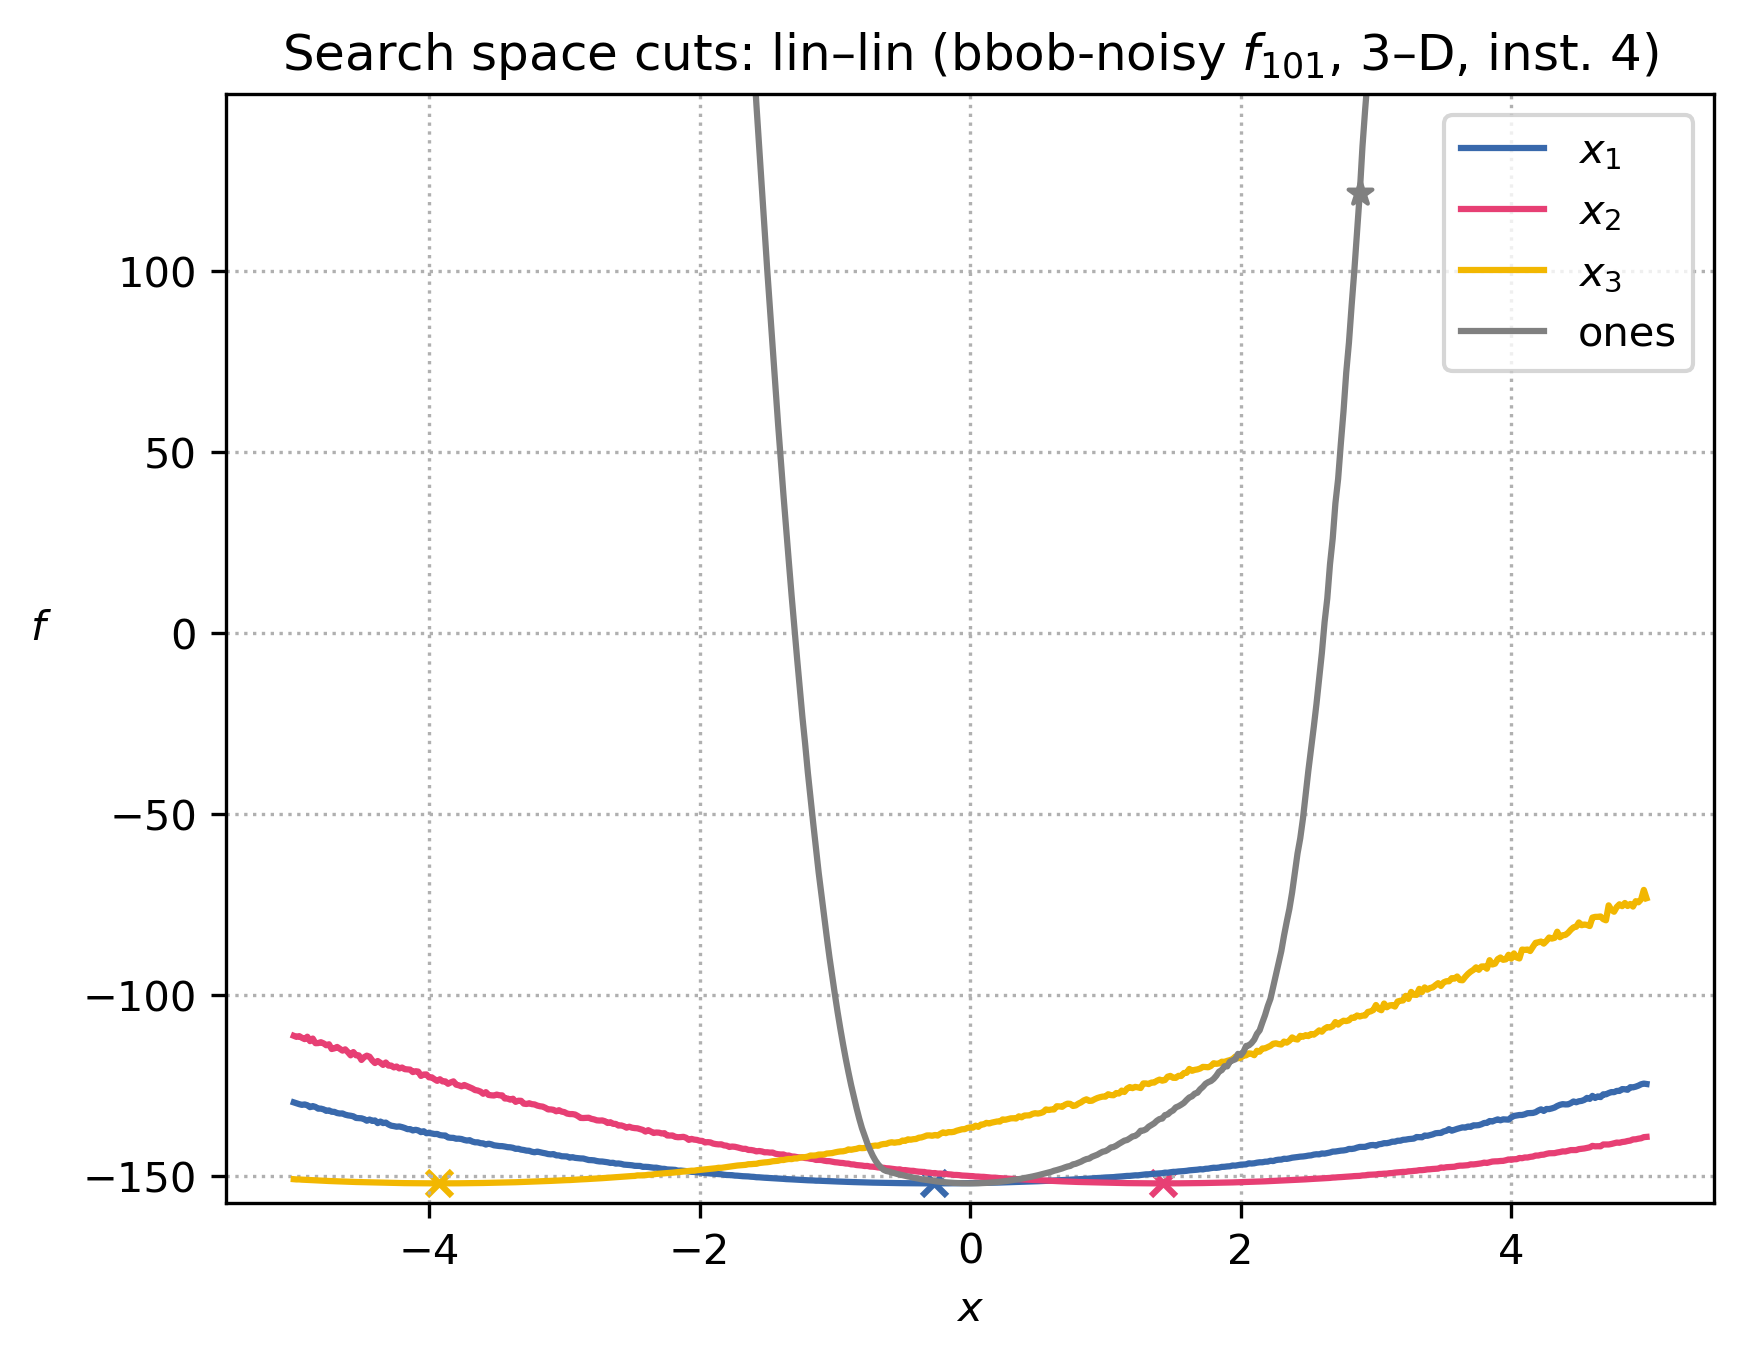 Search space cuts: lin–lin (bbob-noisy f101, 3–D, inst. 4)
x1
x2
x3
ones
100
50
0
−50
−100
−150
f
−4
−2
0
2
4
x